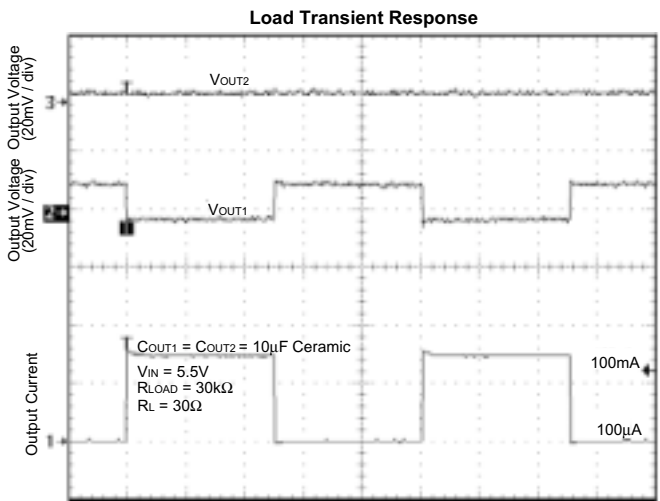 Load Transient Response
Output Voltage
(20mV / div)
3
VOUT2
Output Voltage
(20mV / div)
2
VOUT1
Output Current
COUT1 = COUT2 = 10µF Ceramic
VIN = 5.5V
RLOAD = 30kΩ
RL = 30Ω
100mA
100µA
1